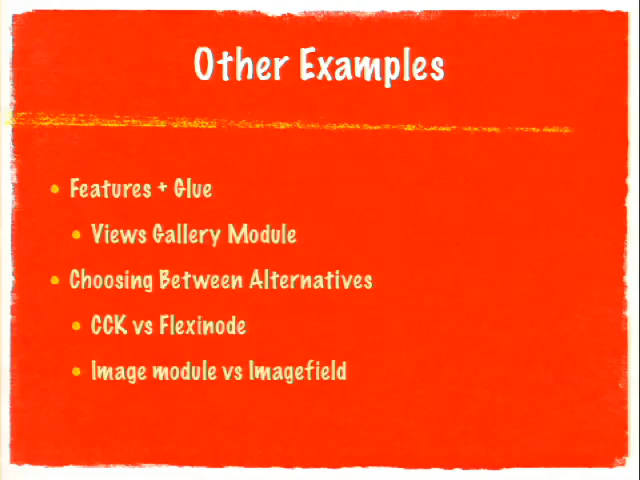 Other Examples
• Features + Glue
• Views Gallery Module
• Choosing Between Alternatives
• CCK vs Flexinode
• Image module vs Imagefield